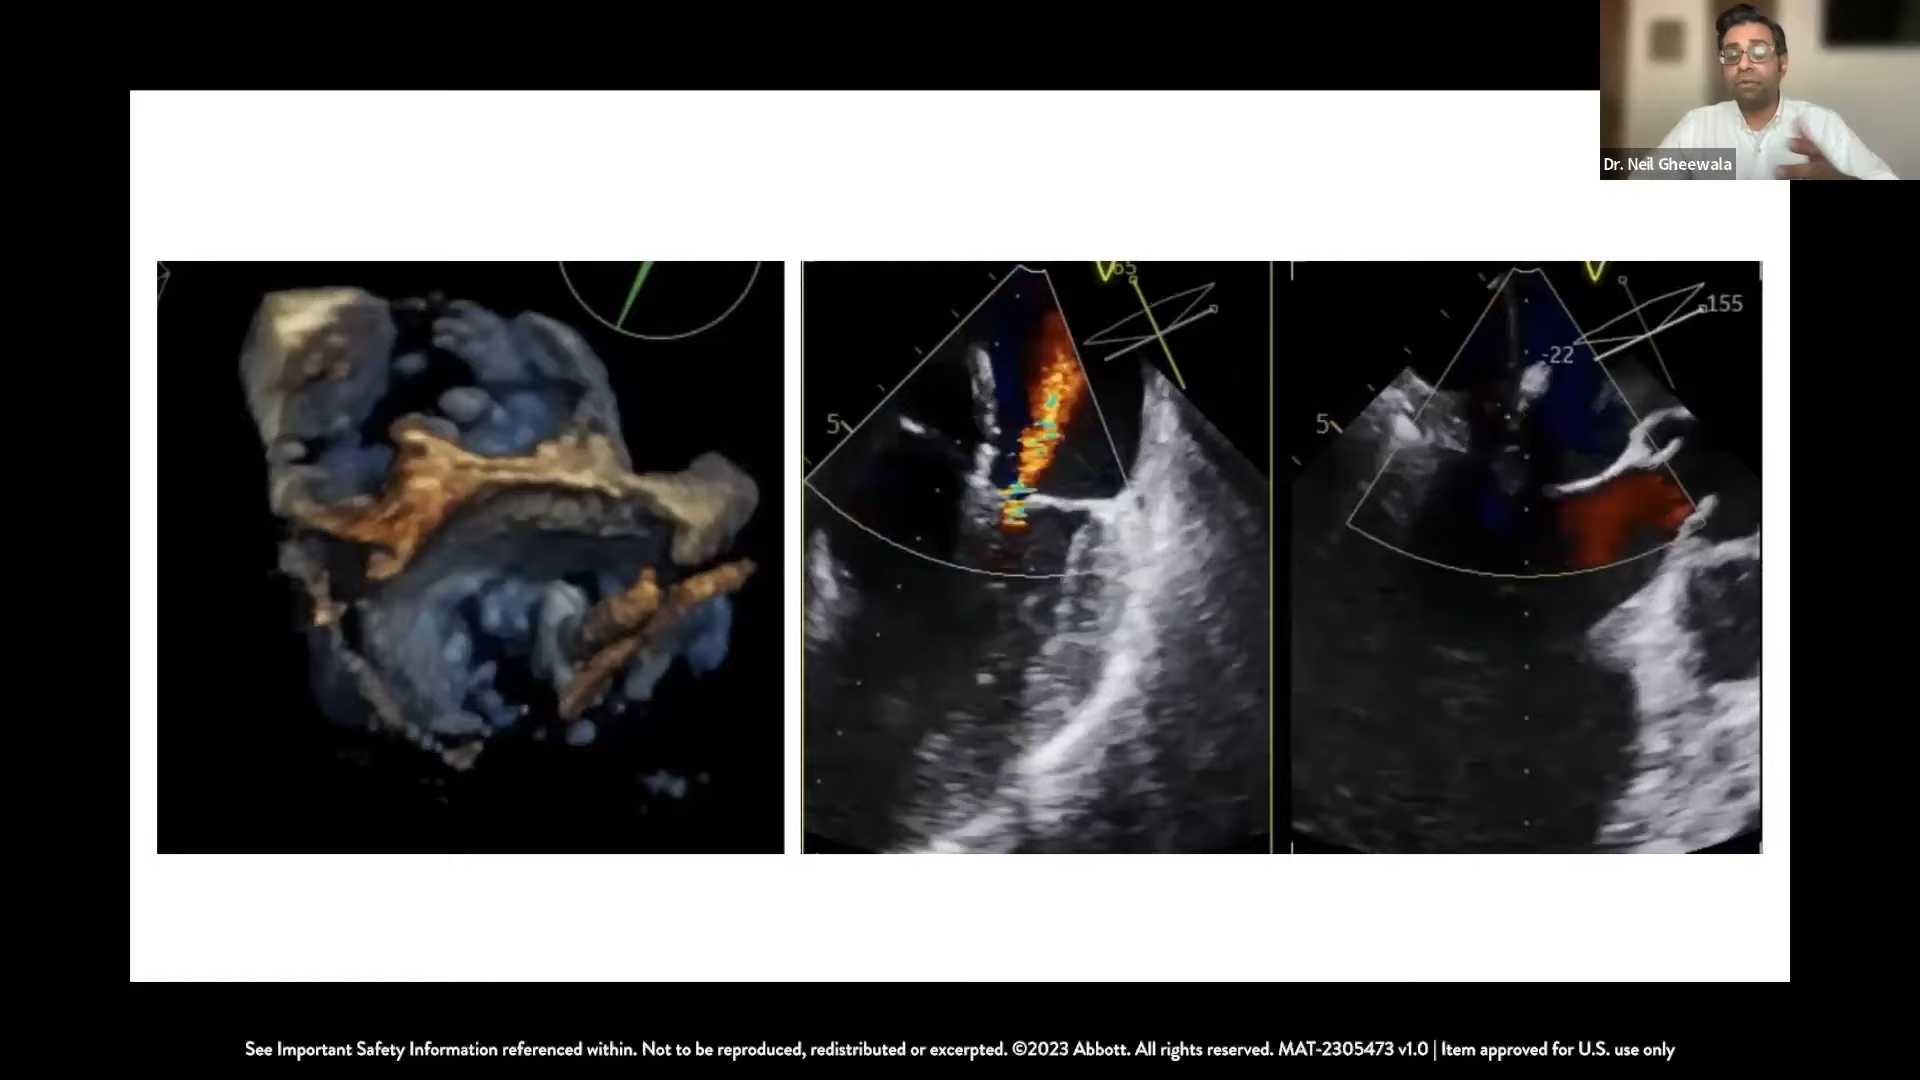 Dr. Neil Gheewala
65
5
-22
155
5
See Important Safety Information referenced within. Not to be reproduced, redistributed or excerpted. ©2023 Abbott. All rights reserved. MAT-2305473 v1.0 | Item approved for U.S. use only